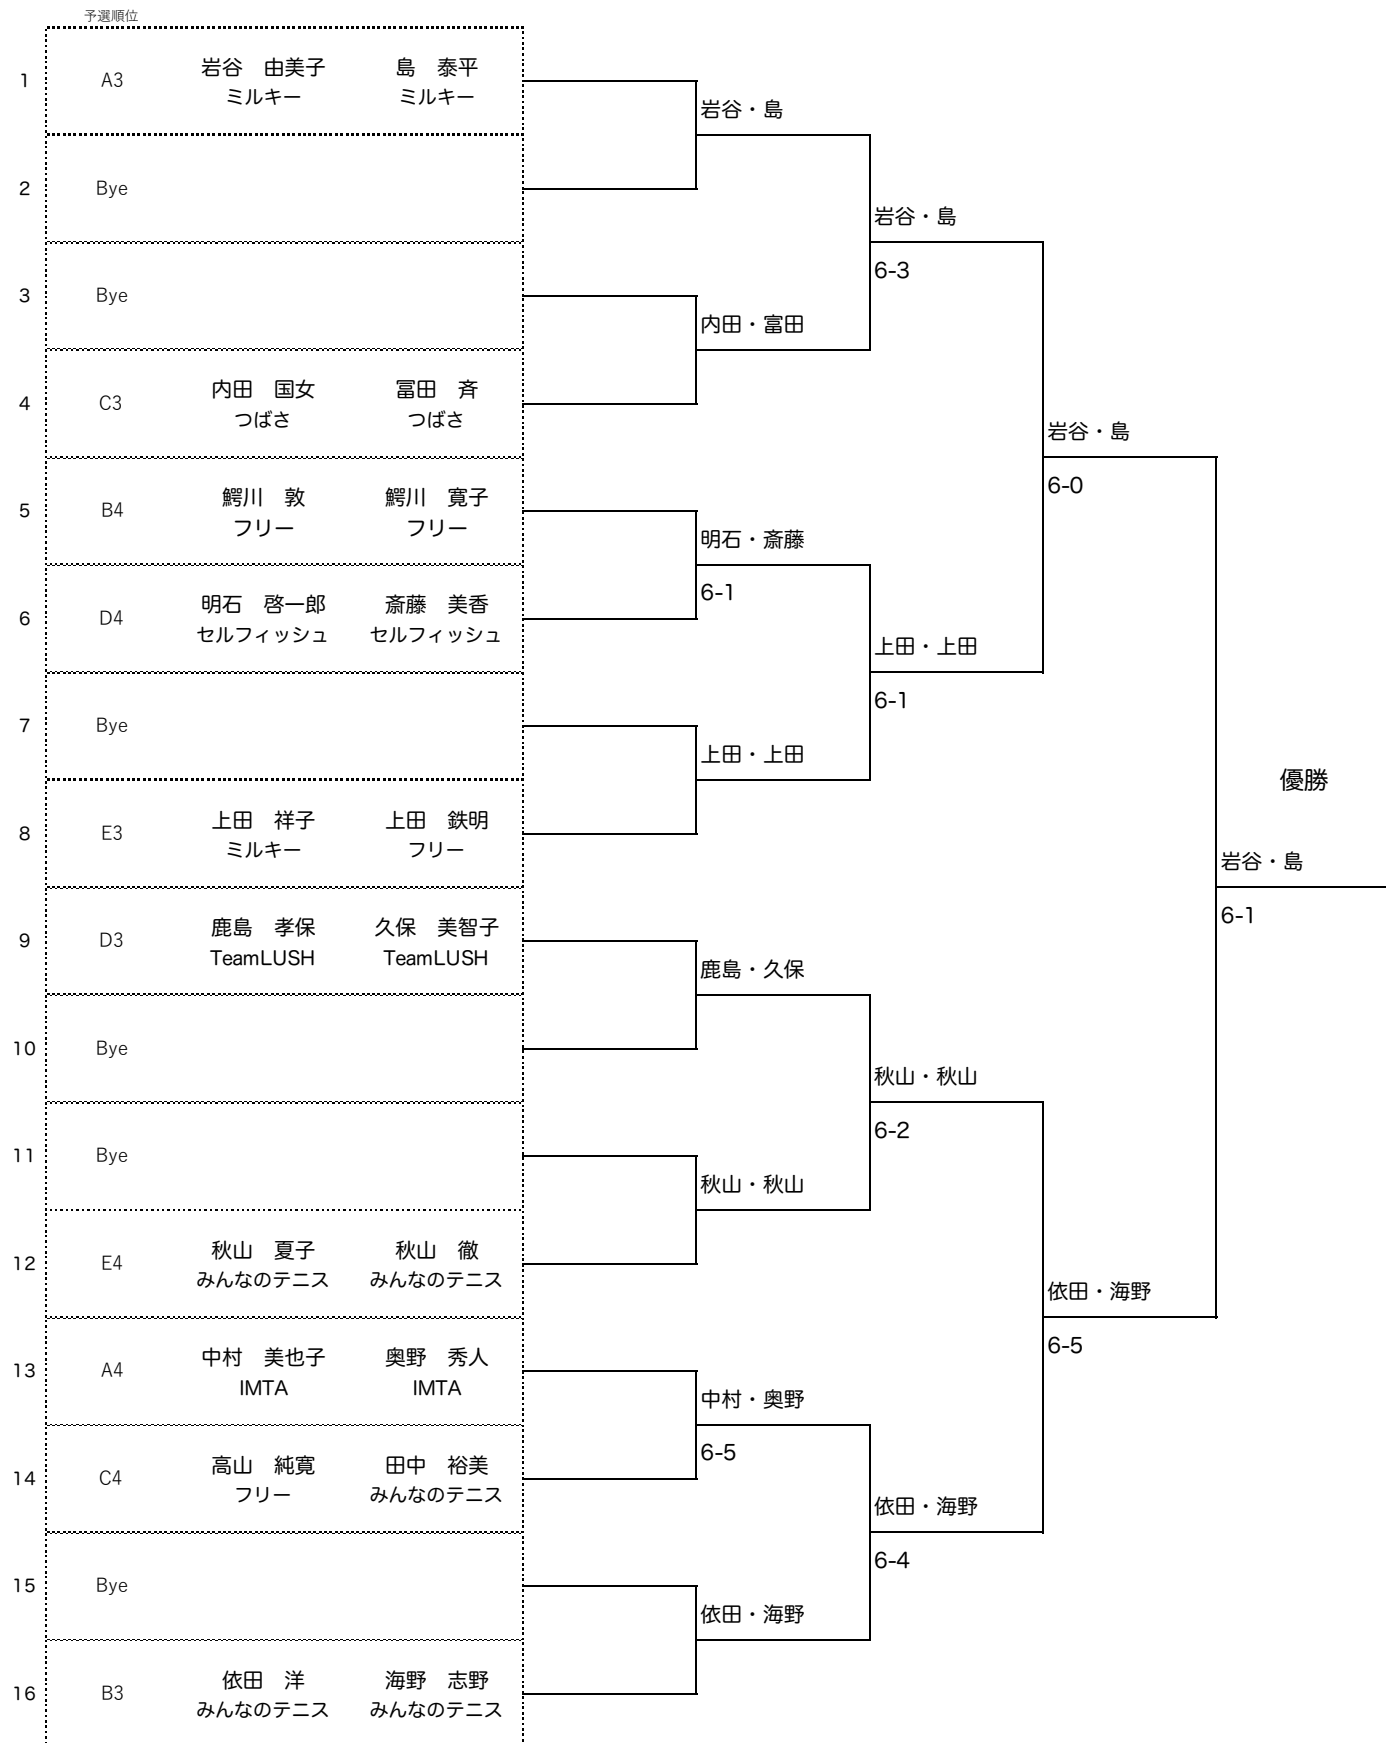 予選順位
1 A3 岩谷　由美子 島　泰平
ミルキー ミルキー
岩谷・島
2 Bye
岩谷・島
6-3
3 Bye
内田・富田
4 C3 内田　国女 冨田　斉
つばさ つばさ
岩谷・島
6-0
5 B4 鰐川　敦 鰐川　寛子
フリー フリー
明石・斎藤
6-1
6 D4 明石　啓一郎 斎藤　美香
セルフィッシュ セルフィッシュ
上田・上田
6-1
7 Bye
上田・上田
優勝
8 E3 上田　祥子 上田　鉄明
ミルキー フリー
岩谷・島
6-1
9 D3 鹿島　孝保 久保　美智子
TeamLUSH TeamLUSH
鹿島・久保
10 Bye
秋山・秋山
6-2
11 Bye
秋山・秋山
12 E4 秋山　夏子 秋山　徹
みんなのテニス みんなのテニス
依田・海野
6-5
13 A4 中村　美也子 奥野　秀人
IMTA IMTA
中村・奥野
6-5
14 C4 高山　純寛 田中　裕美
フリー みんなのテニス
依田・海野
6-4
15 Bye
依田・海野
16 B3 依田　洋 海野　志野
みんなのテニス みんなのテニス